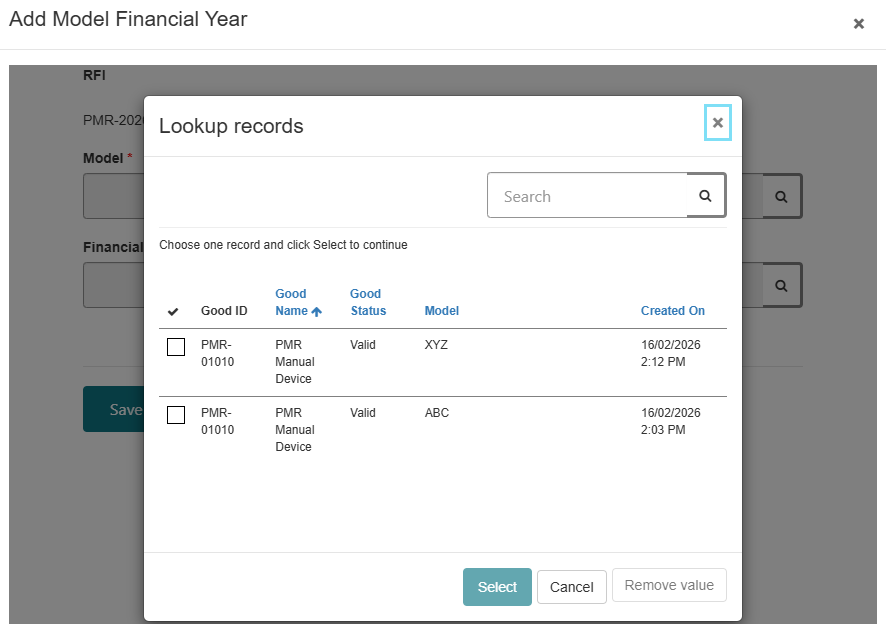 Add Model Financial Year
×
RFI
PMR-202
Model *
Financial
Save
Lookup records
×
Search
Choose one record and click Select to continue
Good ID
Good Name
Good Status
Model
Created On
PMR-
01010
PMR
Manual
Device
Valid
XYZ
16/02/2026
2:12 PM
PMR-
01010
PMR
Manual
Device
Valid
ABC
16/02/2026
2:03 PM
Select
Cancel
Remove value